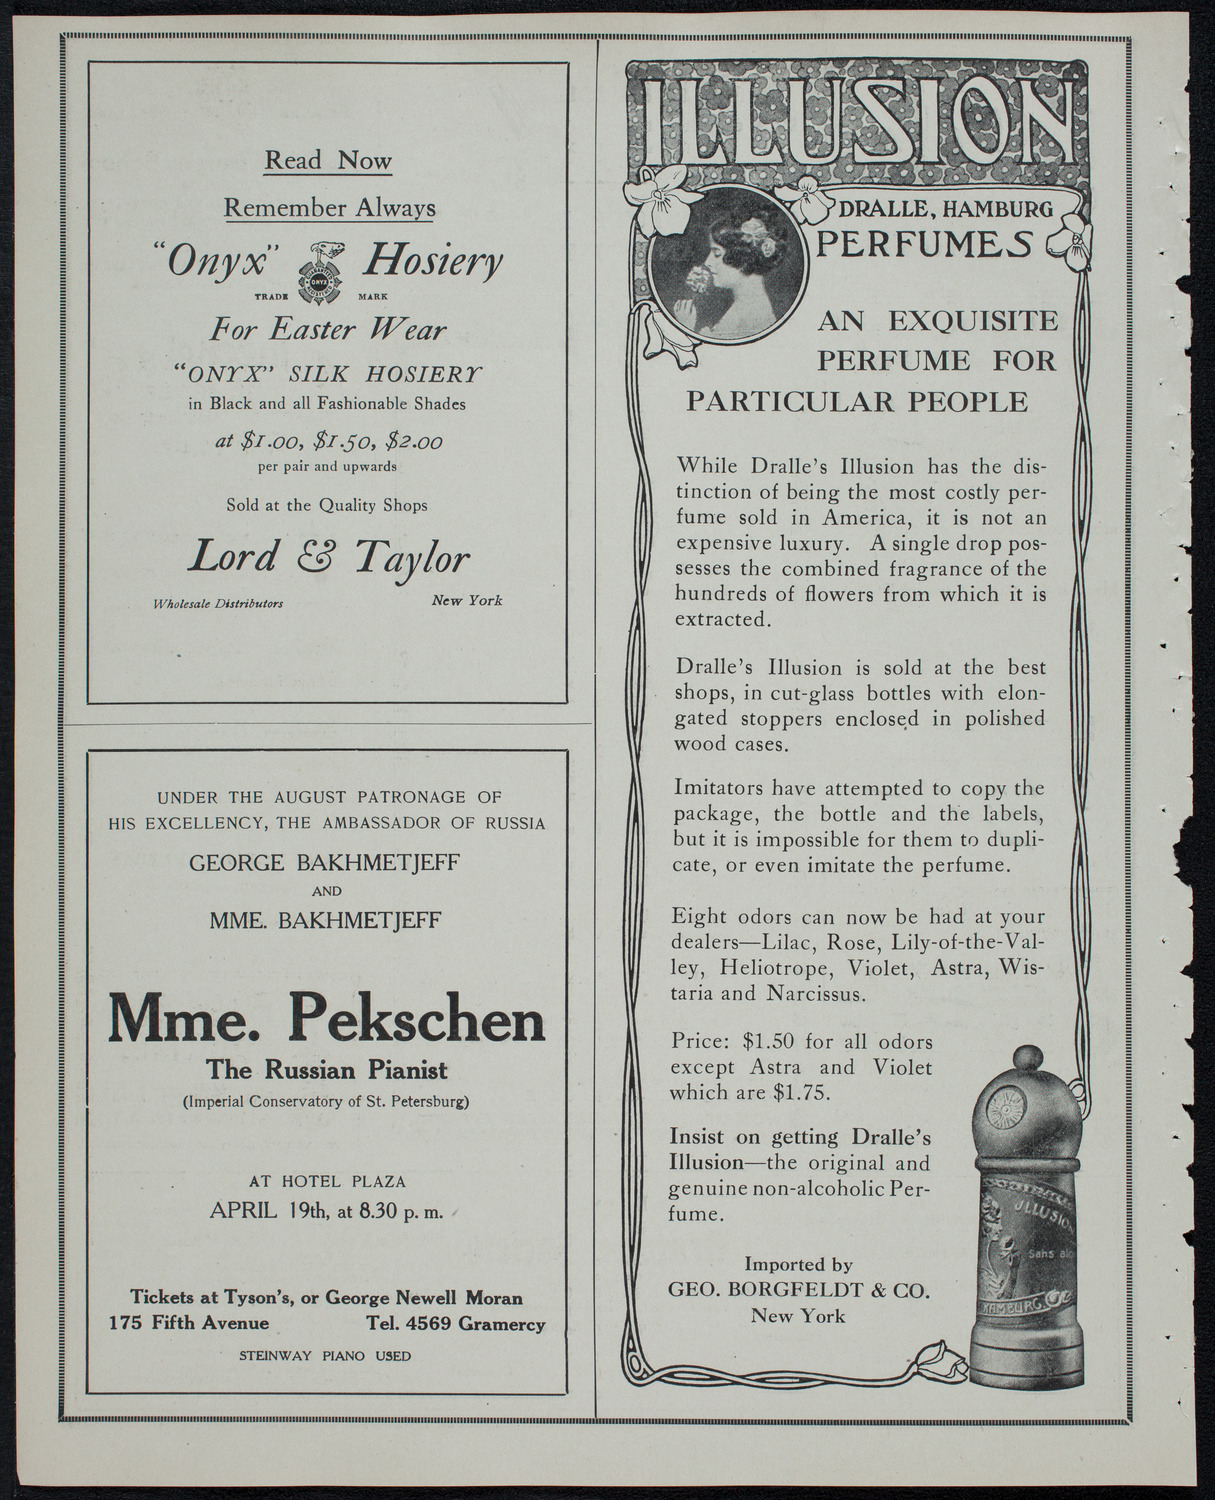 Read Now
Remember Always
"Onyx" Hosiery
ONYX
TRADE MARK
For Easter Wear
"ONYX" SILK HOSIERY
in Black and all Fashionable Shades
at $1.00, $1.50, $2.00
per pair and upwards
Sold at the Quality Shops
Lord & Taylor
Wholesale Distributors New York
UNDER THE AUGUST PATRONAGE OF
HIS EXCELLENCY, THE AMBASSADOR OF RUSSIA
GEORGE BAKHMETJEFF
AND
MME. BAKHMETJEFF
Mme. Pekschen
The Russian Pianist
(Imperial Conservatory of St. Petersburg)
AT HOTEL PLAZA
APRIL 19th, at 8.30 p. m.
Tickets at Tyson's, or George Newell Moran
175 Fifth Avenue Tel. 4569 Gramercy
STEINWAY PIANO USED
ILLUSION
DRALLE, HAMBURG
PERFUMES
AN EXQUISITE
PERFUME FOR
PARTICULAR PEOPLE
While Dralle's Illusion has the dis-
tinction of being the most costly per-
fume sold in America, it is not an
expensive luxury. A single drop pos-
sesses the combined fragrance of the
hundreds of flowers from which it is
extracted.
Dralle's Illusion is sold at the best
shops, in cut-glass bottles with elon-
gated stoppers enclosed in polished
wood cases.
Imitators have attempted to copy the
package, the bottle and the labels,
but it is impossible for them to dupli-
cate, or even imitate the perfume.
Eight odors can now be had at your
dealers—Lilac, Rose, Lily-of-the-Val-
ley, Heliotrope, Violet, Astra, Wis-
taria and Narcissus.
Price: $1.50 for all odors
except Astra and Violet
which are $1.75.
Insist on getting Dralle's
Illusion—the original and
genuine non-alcoholic Per-
fume.
Imported by
GEO. BORGFELDT & CO.
New York
ILLUSIO
HAMBURG.